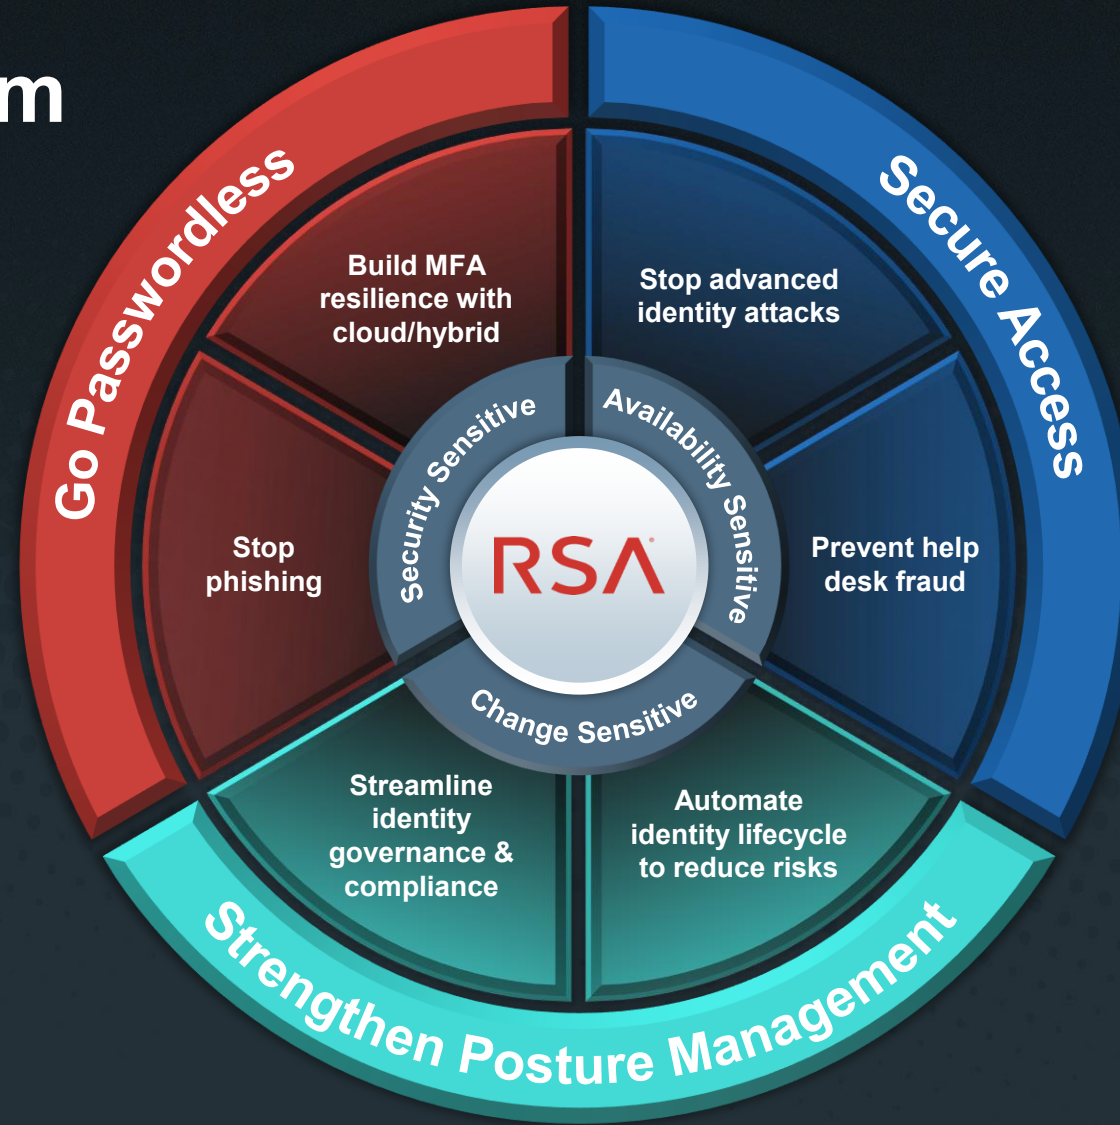 m
Go Passwordless
Secure Access
Build MFA
resilience with
cloud/hybrid
Stop advanced
identity attacks
Security Sensitive
Availability Sensitive
RSA
Stop
phishing
Prevent help
desk fraud
Change Sensitive
Streamline
identity
governance &
compliance
Automate
identity lifecycle
to reduce risks
Strengthen Posture Management